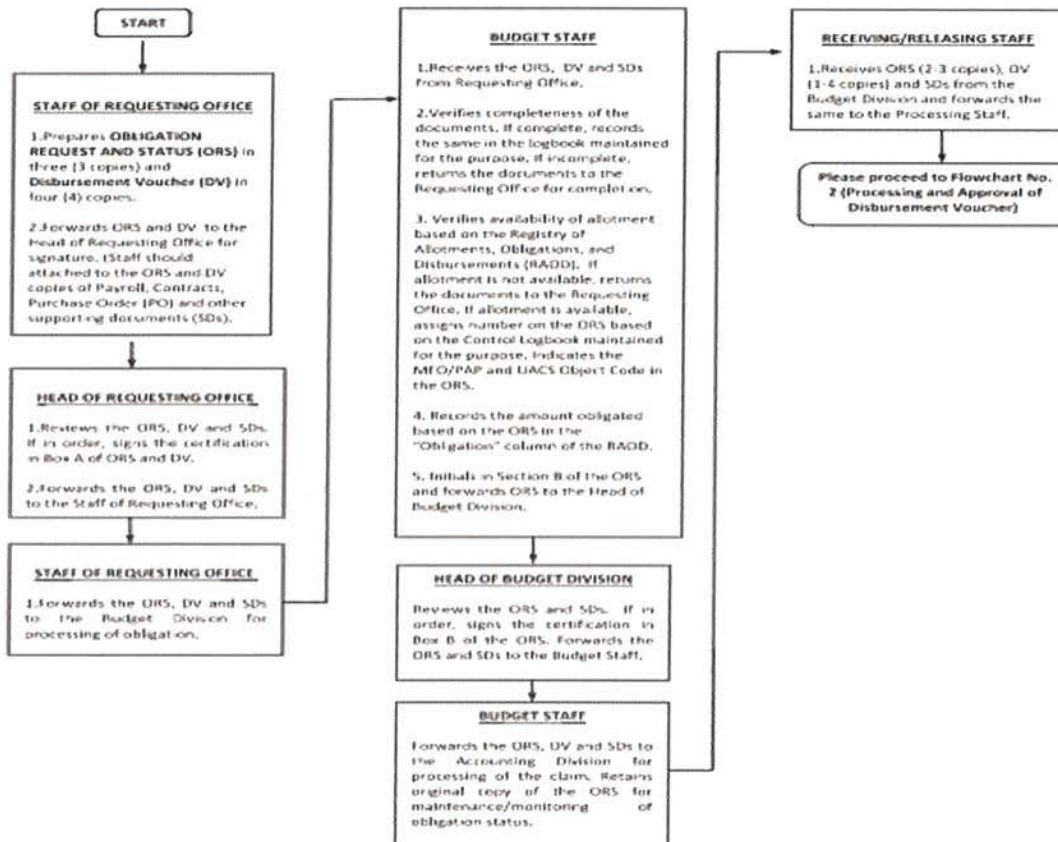 START
STAFF OF REQUESTING OFFICE
1.Prepares OBLIGATION
REQUEST AND STATUS (ORS) in
three (3 copies) and
Disbursement Voucher (DV) in
four (4) copies.
2.Forwards ORS and DV to the
Head of Requesting Office for
signature. (Staff should
attached to the ORS and DV
copies of Payroll, Contracts,
Purchase Order (PO) and other
supporting documents (SDs).
HEAD OF REQUESTING OFFICE
1.Reviews the ORS, DV and SDs.
If in order, signs the certification
in Box A of ORS and DV.
2.Forwards the ORS, DV and SDs
to the Staff of Requesting Office.
STAFF OF REQUESTING OFFICE
1.Forwards the ORS, DV and SDs
to the Budget Division for
processing of obligation.
BUDGET STAFF
1.Receives the ORS, DV and SDs
from Requesting Office.
2.Verifies completeness of the
documents. If complete, records
the same in the logbook maintained
for the purpose. If incomplete,
returns the documents to the
Requesting Office for completion.
3. Verifies availability of allotment
based on the Registry of
Allotments, Obligations, and
Disbursements (RAOD). If
allotment is not available, returns
the documents to the Requesting
Office. If allotment is available,
assigns number on the ORS based
on the Control Logbook maintained
for the purpose. Indicates the
MFO/PAP and UACS Object Code in
the ORS.
4. Records the amount obligated
based on the ORS in the
"Obligation" column of the RAOD.
5. Initials in Section B of the ORS
and forwards ORS to the Head of
Budget Division.
HEAD OF BUDGET DIVISION
Reviews the ORS and SDs. If in
order, signs the certification in
Box B of the ORS. Forwards the
ORS and SDs to the Budget Staff.
BUDGET STAFF
Forwards the ORS, DV and SDs to
the Accounting Division for
processing of the claim. Retains
original copy of the ORS for
maintenance/monitoring of
obligation status.
RECEIVING/RELEASING STAFF
1.Receives ORS (2-3 copies), DV
(1-4 copies) and SDs from the
Budget Division and forwards the
same to the Processing Staff.
Please proceed to Flowchart No.
2 (Processing and Approval of
Disbursement Voucher)